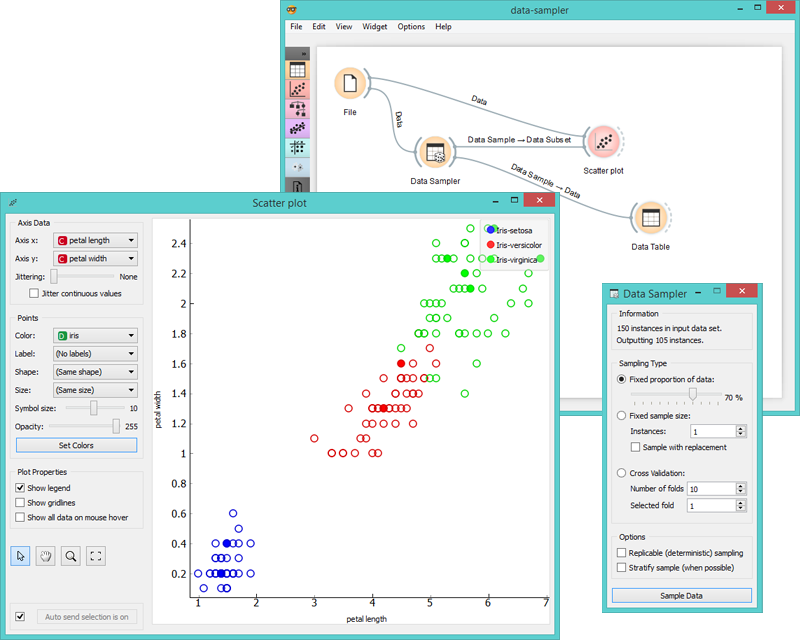 data-sampler
File Edit View Widget Options Help
File
Data
Data
Data Sampler
Data Sample → Data Subset
Data Sample → Data
Scatter plot
Data Table
Scatter plot
Axis Data
Axis x: C petal length
Axis y: C petal width
Jittering: None
Jitter continuous values
Points
Color: D iris
Label: (No labels)
Shape: (Same shape)
Size: (Same size)
Symbol size: 10
Opacity: 255
Set Colors
Plot Properties
Show legend
Show gridlines
Show all data on mouse hover
Auto send selection is on
petal width
2.4
2.2
2
1.8
1.6
1.4
1.2
1
0.8
0.6
0.4
0.2
1 2 3 4 5 6 7
petal length
Iris-setosa
Iris-versicolor
Iris-virginica
Data Sampler
Information
150 instances in input data set.
Outputting 105 instances.
Sampling Type
Fixed proportion of data:
70 %
Fixed sample size:
Instances: 1
Sample with replacement
Cross Validation:
Number of folds 10
Selected fold 1
Options
Replicable (deterministic) sampling
Stratify sample (when possible)
Sample Data